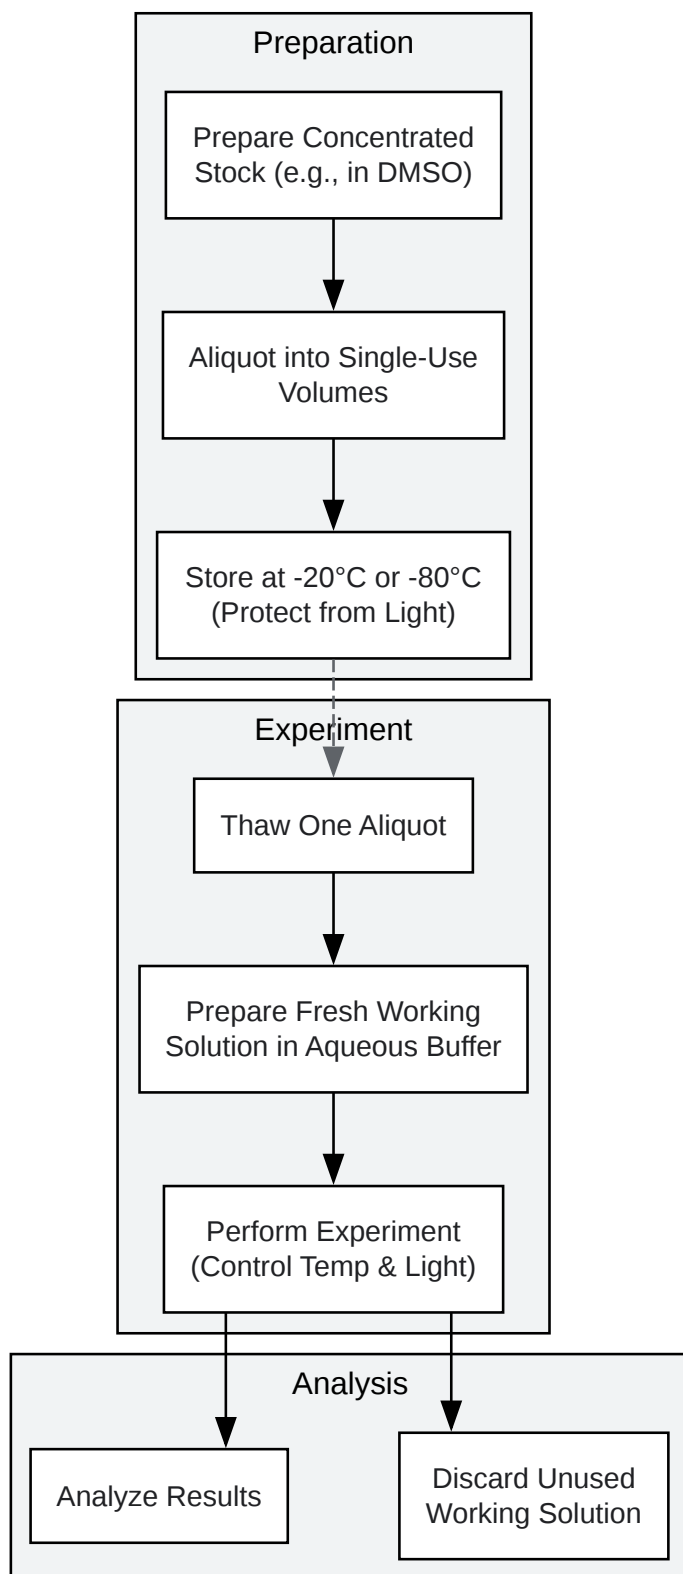 Preparation
Prepare Concentrated
Stock (e.g., in DMSO)
Aliquot into Single-Use
Volumes
Store at -20°C or -80°C
(Protect from Light)
Experiment
Thaw One Aliquot
Prepare Fresh Working
Solution in Aqueous Buffer
Perform Experiment
(Control Temp & Light)
Analysis
Analyze Results
Discard Unused
Working Solution